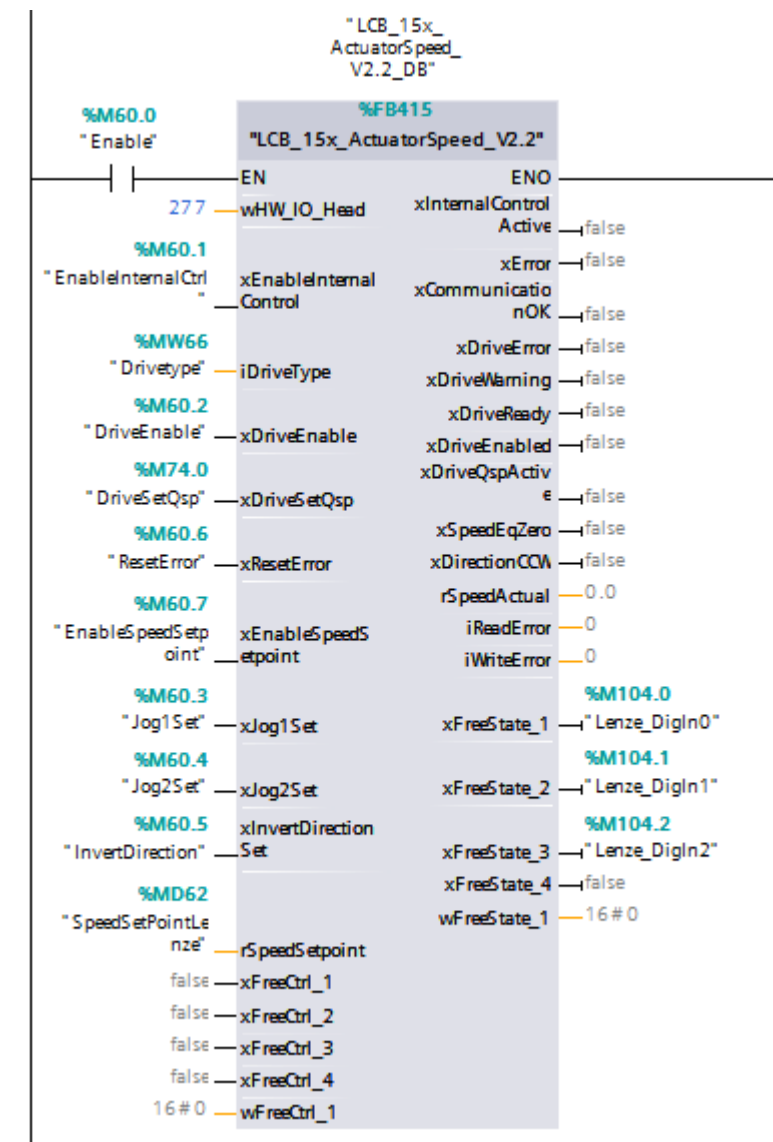 "LCB_15x_
ActuatorSpeed_
V2.2_DB"
%M60.0
"Enable"
%FB415
"LCB_15x_ActuatorSpeed_V2.2"
EN
ENO
277
wHW_IO_Head
xInternalControl
Active
false
%M60.1
"EnableInternalCtrl
"
xEnableInternal
Control
xError
false
xCommunicatio
nOK
false
%MW66
"Drivetype"
iDriveType
xDriveError
false
xDriveWarning
false
%M60.2
"DriveEnable"
xDriveEnable
xDriveReady
false
xDriveEnabled
false
%M74.0
"DriveSetQsp"
xDriveSetQsp
xDriveQspActiv
e
false
%M60.6
"ResetError"
xResetError
xSpeedEqZero
false
xDirectionCCW
false
%M60.7
"EnableSpeedSetp
oint"
xEnableSpeedS
etpoint
rSpeedActual
0.0
iReadError
0
iWriteError
0
%M60.3
"Jog1Set"
xJog1Set
xFreeState_1
%M104.0
"Lenze_DigIn0"
%M60.4
"Jog2Set"
xJog2Set
xFreeState_2
%M104.1
"Lenze_DigIn1"
%M60.5
"InvertDirection"
xInvertDirection
Set
xFreeState_3
%M104.2
"Lenze_DigIn2"
xFreeState_4
false
%MD62
"SpeedSetPointLe
nze"
rSpeedSetpoint
wFreeState_1
16#0
false
xFreeCtrl_1
false
xFreeCtrl_2
false
xFreeCtrl_3
false
xFreeCtrl_4
16#0
wFreeCtrl_1